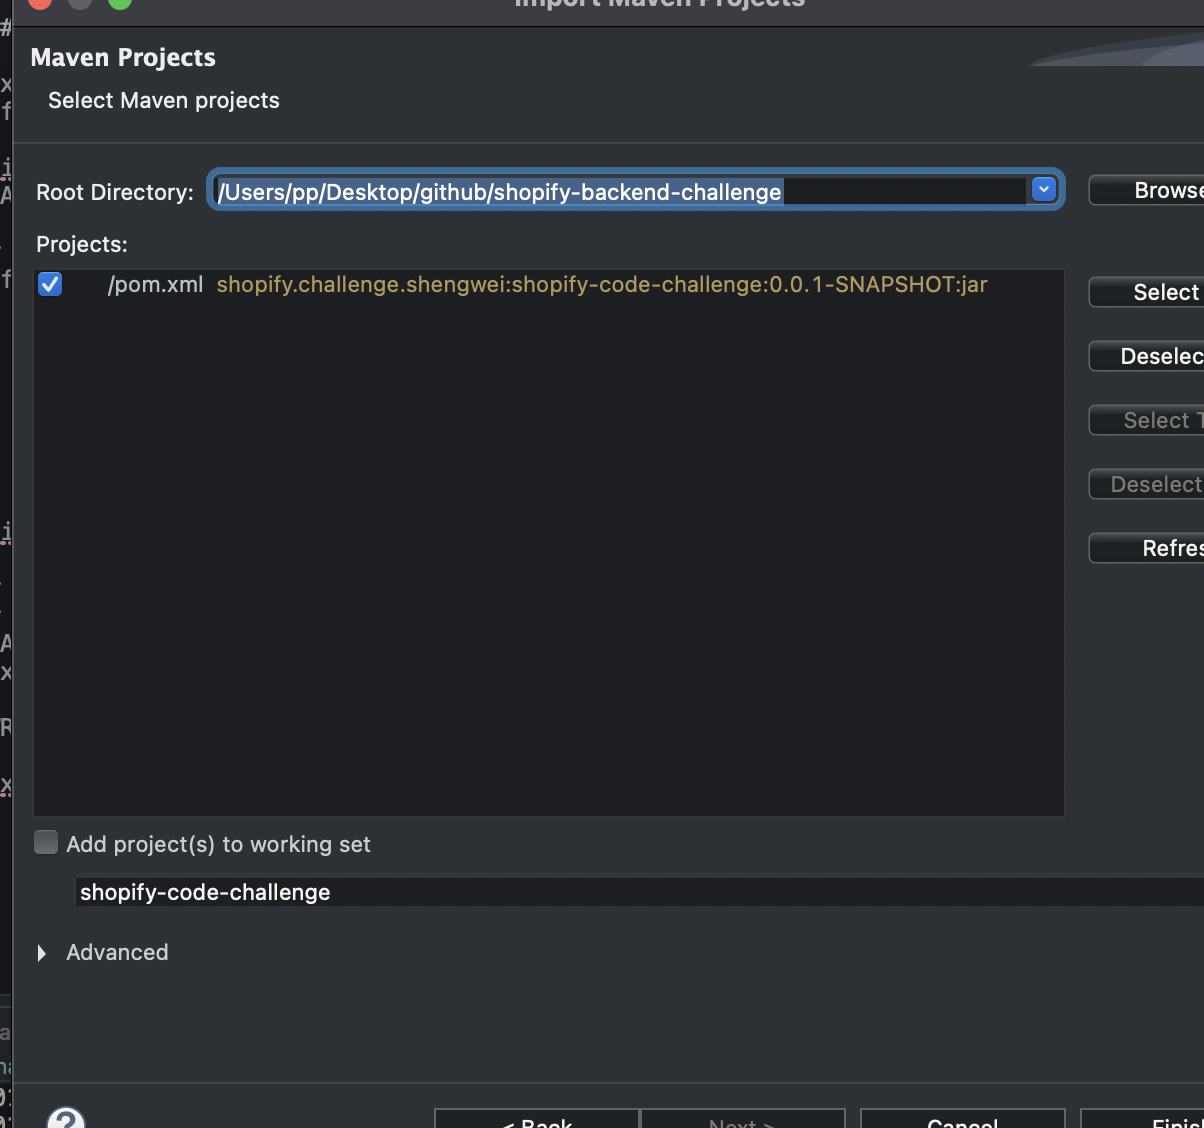 Import Maven Projects
Maven Projects
Select Maven projects
Root Directory: /Users/pp/Desktop/github/shopify-backend-challenge
Browse
Projects:
/pom.xml shopify.challenge.shengwei:shopify-code-challenge:0.0.1-SNAPSHOT:jar
Select
Deselec
Select T
Deselect
Refres
Add project(s) to working set
shopify-code-challenge
Advanced
?
< Back
Next >
Cancel
Finis